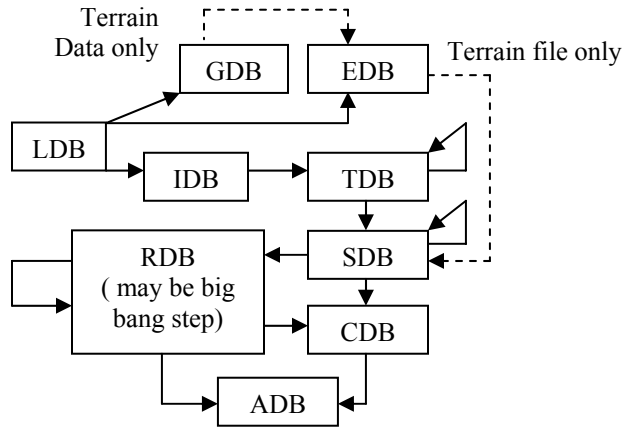 Terrain
Data only
GDB
EDB
Terrain file only
LDB
IDB
TDB
RDB
( may be big
bang step)
SDB
CDB
ADB